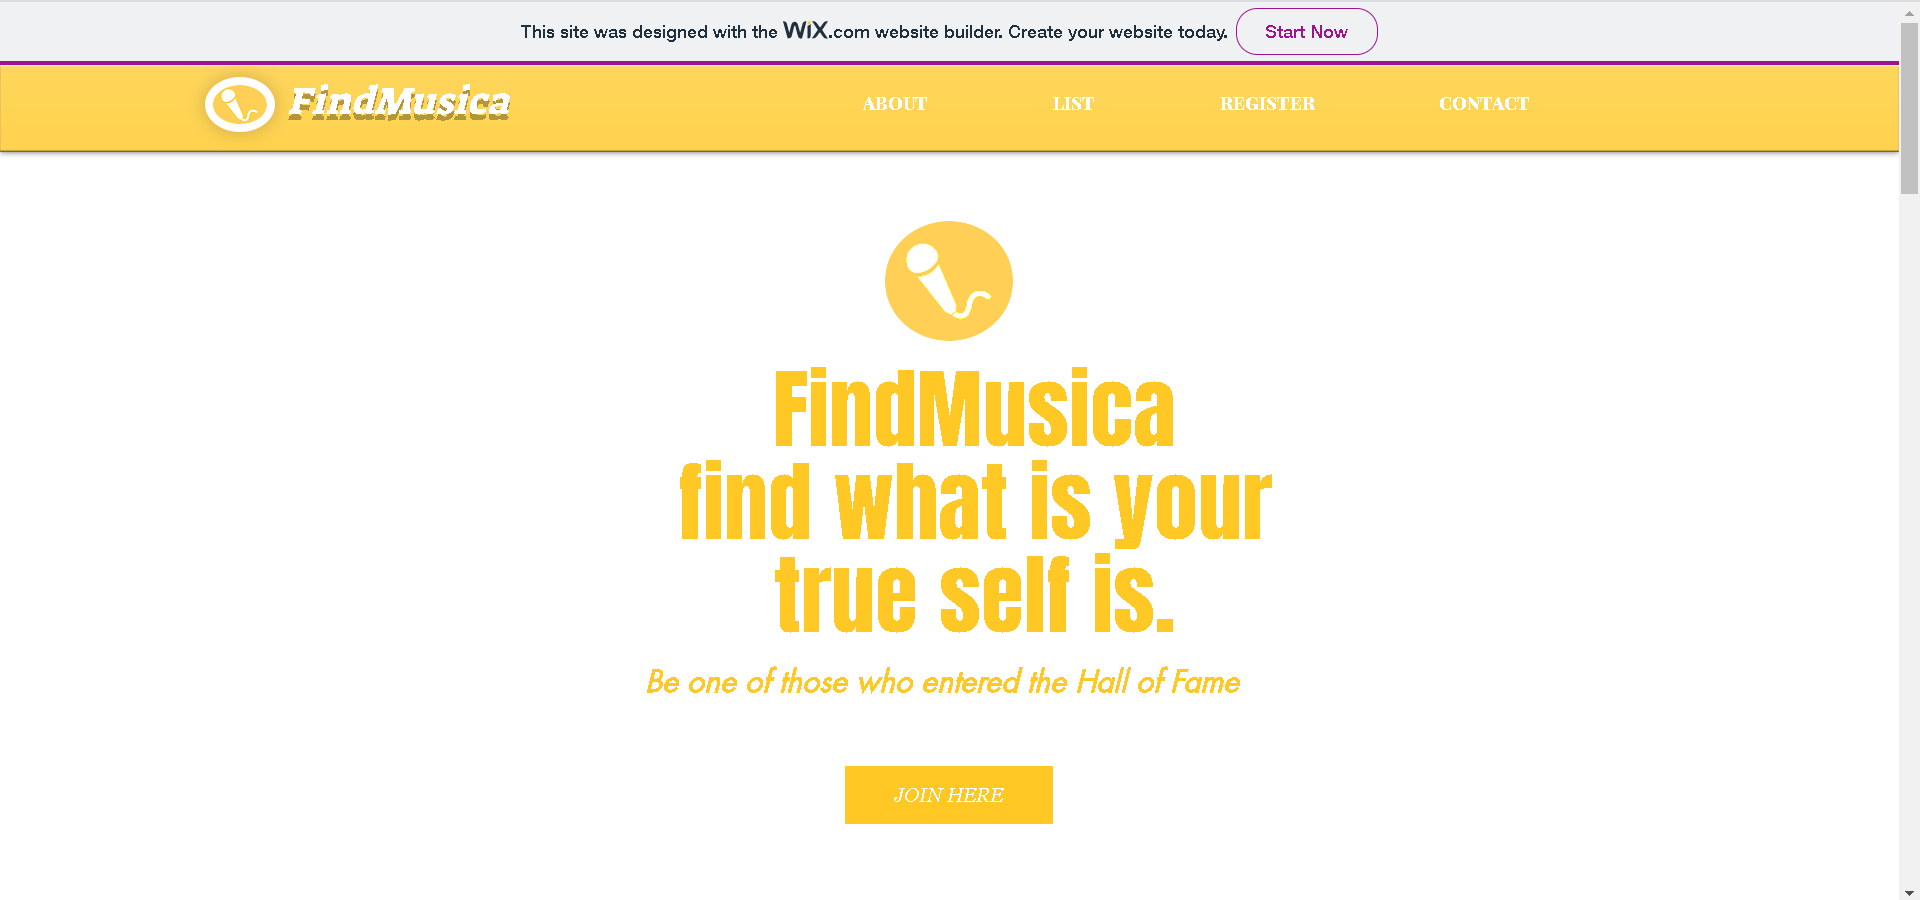 This site was designed with the WiX.com website builder. Create your website today. Start Now
FindMusica ABOUT LIST REGISTER CONTACT
FindMusica
find what is your
true self is.
Be one of those who entered the Hall of Fame
JOIN HERE